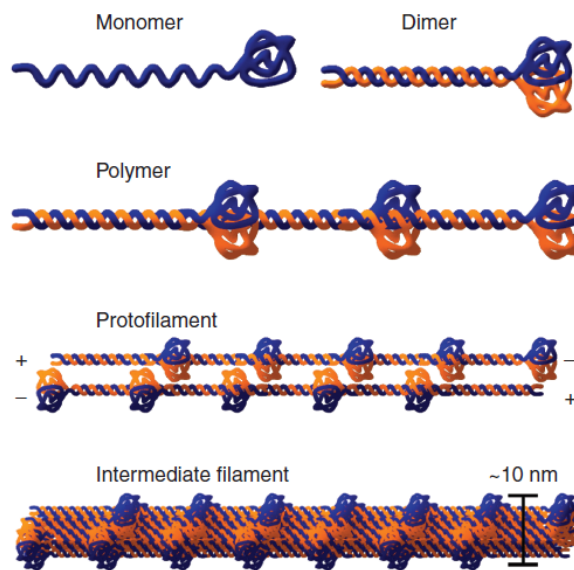 Monomer Dimer
Polymer
Protofilament
+ –
– +
Intermediate filament ~10 nm